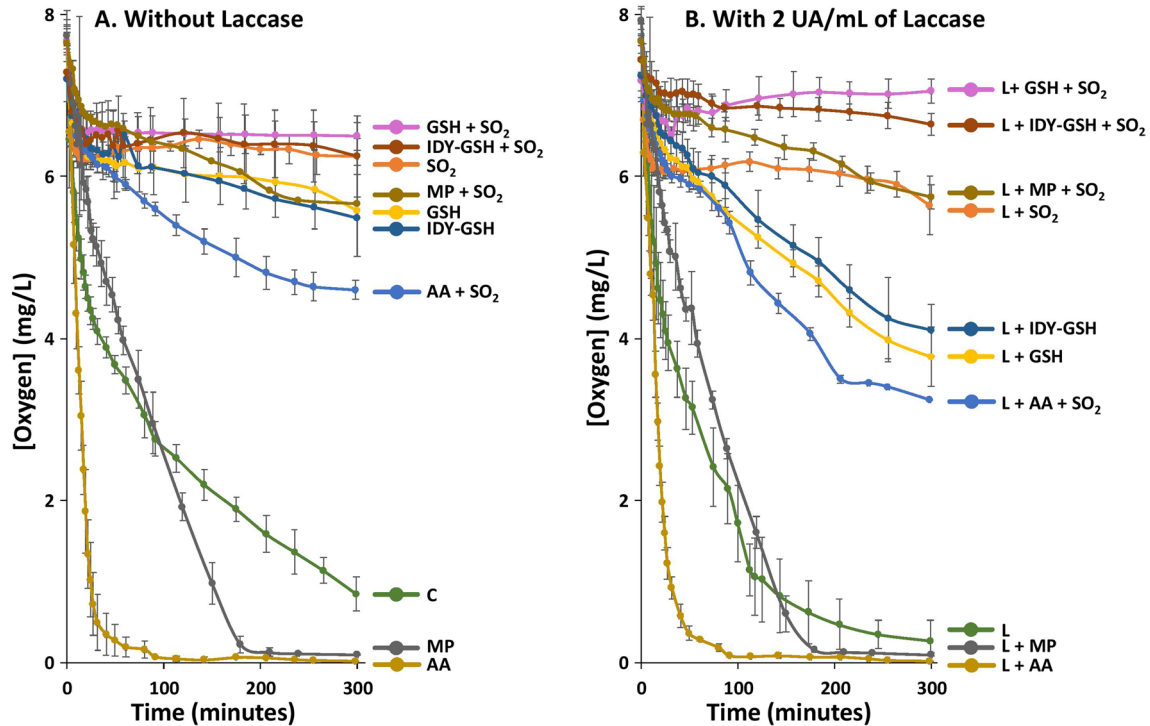 A. Without Laccase
8
6
4
2
0
[Oxygen] (mg/L)
0
100
200
300
Time (minutes)
GSH + SO₂
IDY-GSH + SO₂
SO₂
MP + SO₂
GSH
IDY-GSH
AA + SO₂
C
MP
AA
B. With 2 UA/mL of Laccase
8
6
4
2
0
[Oxygen] (mg/L)
0
100
200
300
Time (minutes)
L+ GSH + SO₂
L + IDY-GSH + SO₂
L + MP + SO₂
L + SO₂
L + IDY-GSH
L + GSH
L + AA + SO₂
L
L + MP
L + AA